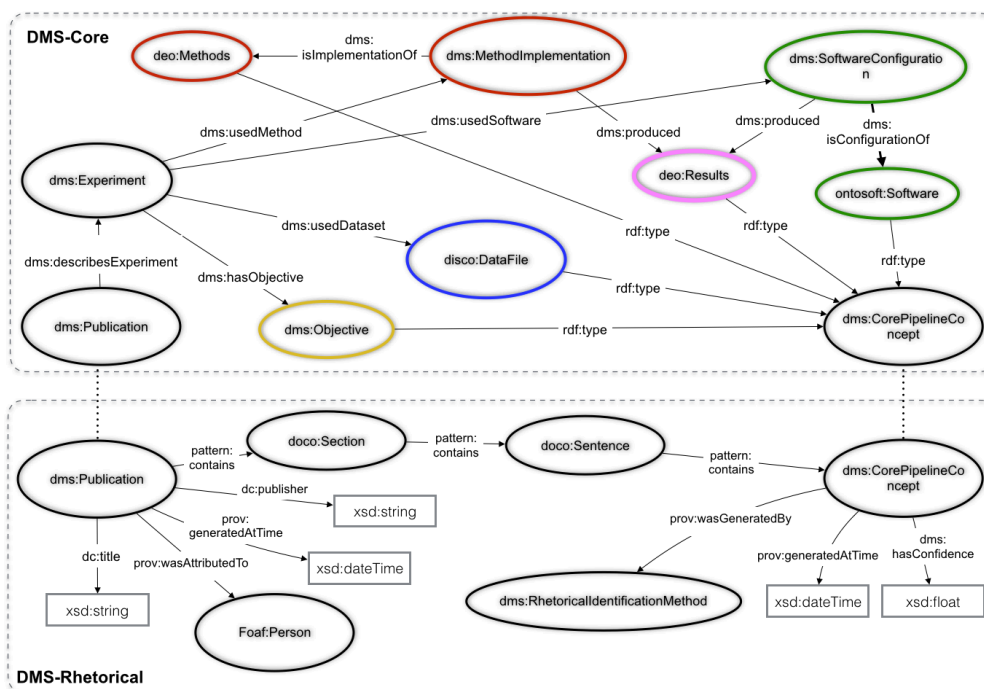 DMS-Core
deo:Methods
dms:
isImplementationOf
dms:MethodImplementation
dms:SoftwareConfiguratio
n
dms:usedMethod
dms:usedSoftware
dms:produced
dms:produced
dms:
isConfigurationOf
dms:Experiment
deo:Results
ontosoft:Software
dms:usedDataset
rdf:type
rdf:type
rdf:type
dms:describesExperiment
dms:hasObjective
disco:DataFile
rdf:type
dms:Publication
dms:Objective
rdf:type
dms:CorePipelineConc
ept
doco:Section
doco:Sentence
pattern:
contains
pattern:
contains
pattern:
contains
dms:Publication
dms:CorePipelineConc
ept
dc:publisher
xsd:string
prov:
generatedAtTime
prov:wasGeneratedBy
dc:title
prov:wasAttributedTo
xsd:dateTime
prov:generatedAtTime
dms:
hasConfidence
xsd:string
Foaf:Person
dms:RhetoricalIdentificationMethod
xsd:dateTime
xsd:float
DMS-Rhetorical